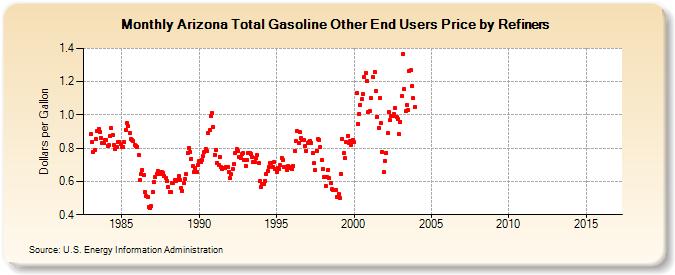 Monthly Arizona Total Gasoline Other End Users Price by Refiners
Dollars per Gallon
1.4
1.2
1.0
0.8
0.6
0.4
1985 1990 1995 2000 2005 2010 2015
Source: U.S. Energy Information Administration